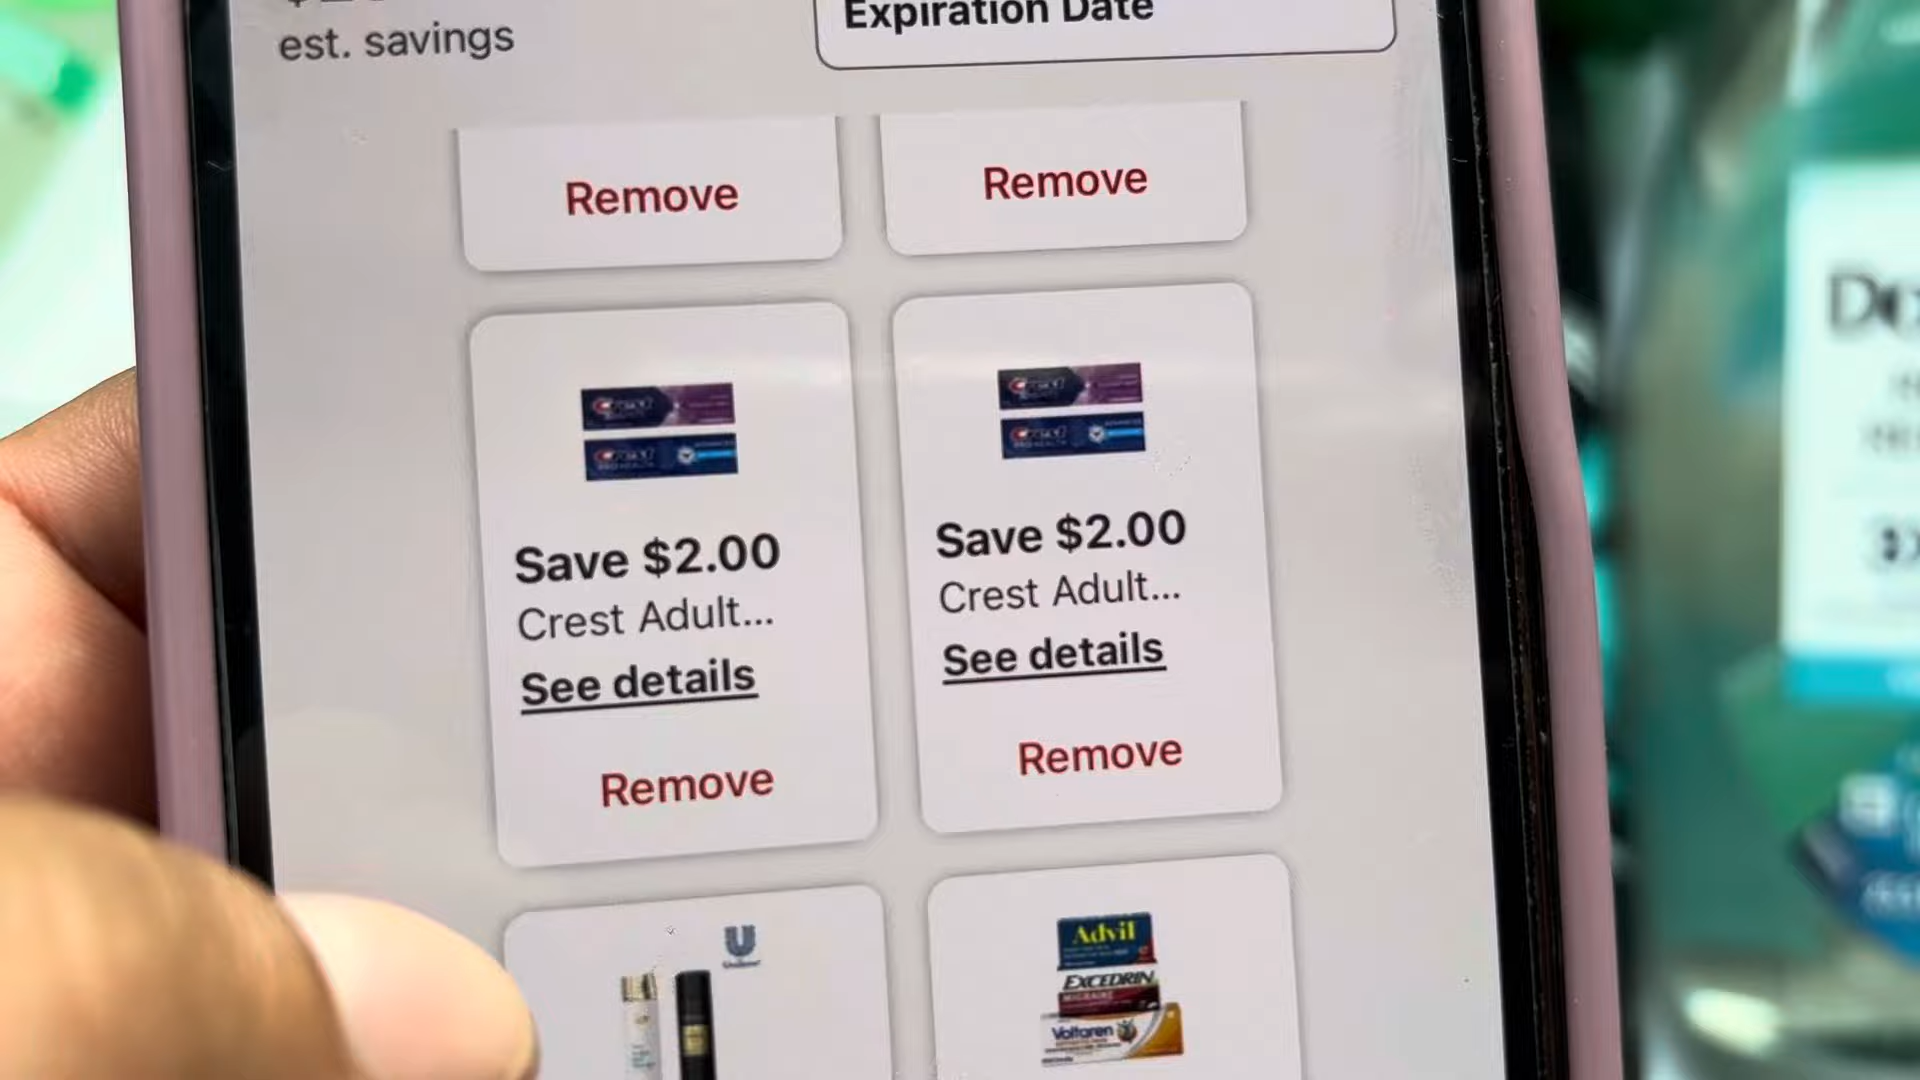 est. savings
Expiration Date
Remove
Remove
Save $2.00
Crest Adult...
See details
Remove
Save $2.00
Crest Adult...
See details
Remove
U
Advil
EXCEDRIN
MIGRAINE
Voltaren